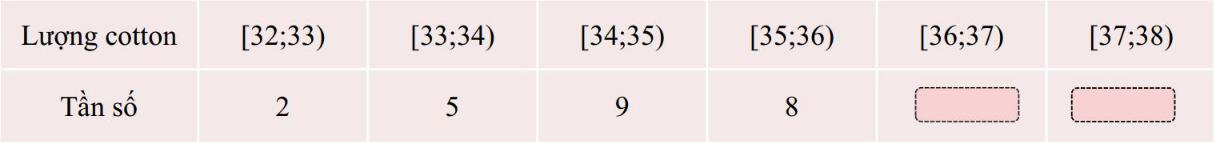 Lượng cotton [32;33) [33;34) [34;35) [35;36) [36;37) [37;38)
Tần số 2 5 9 8